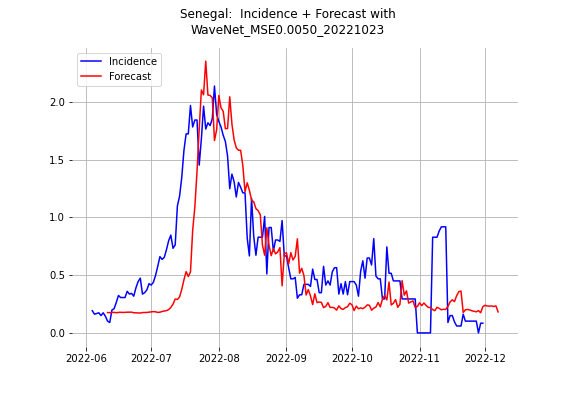 Senegal:  Incidence + Forecast with
WaveNet_MSE0.0050_20221023
Incidence
Forecast
2.0
1.5
1.0
0.5
0.0
2022-06 2022-07 2022-08 2022-09 2022-10 2022-11 2022-12